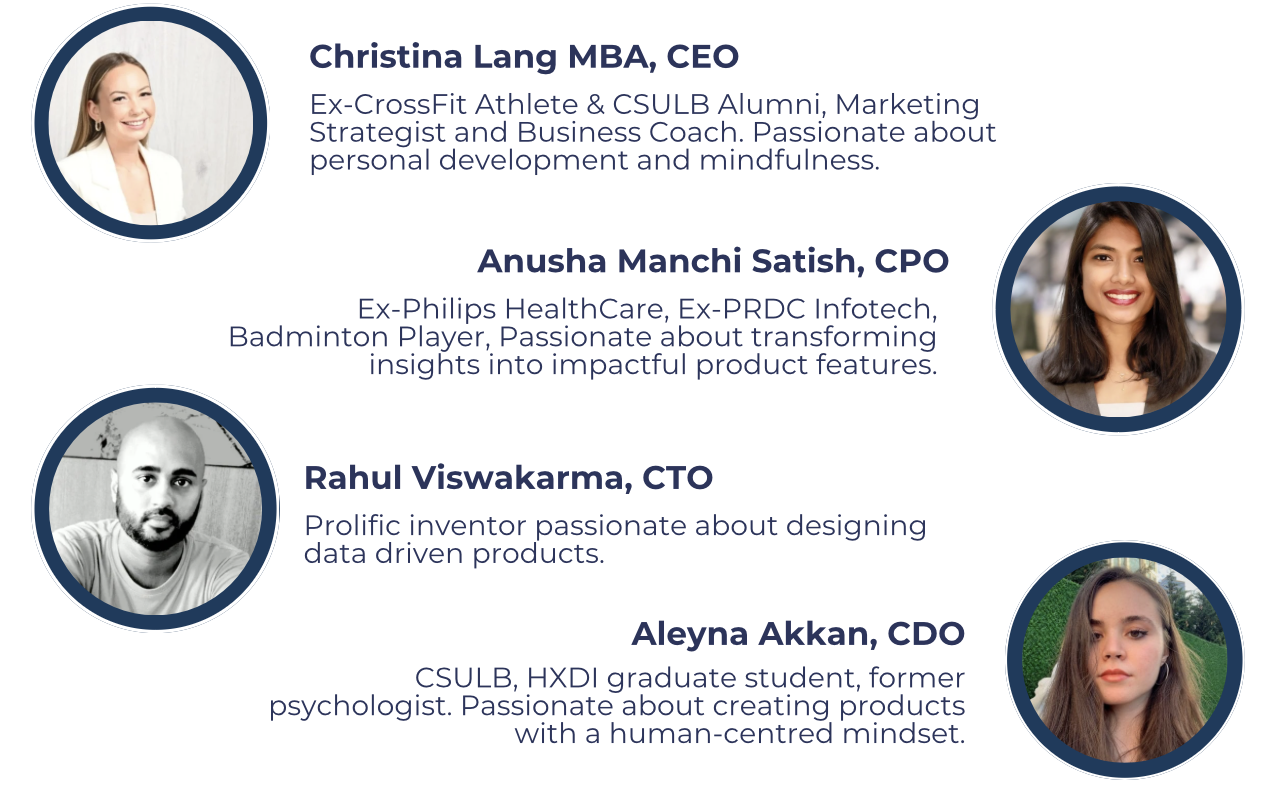 Christina Lang MBA, CEO
Ex-CrossFit Athlete & CSULB Alumni, Marketing
Strategist and Business Coach. Passionate about
personal development and mindfulness.
Anusha Manchi Satish, CPO
Ex-Philips HealthCare, Ex-PRDC Infotech,
Badminton Player, Passionate about transforming
insights into impactful product features.
Rahul Viswakarma, CTO
Prolific inventor passionate about designing
data driven products.
Aleyna Akkan, CDO
CSULB, HXDI graduate student, former
psychologist. Passionate about creating products
with a human-centred mindset.